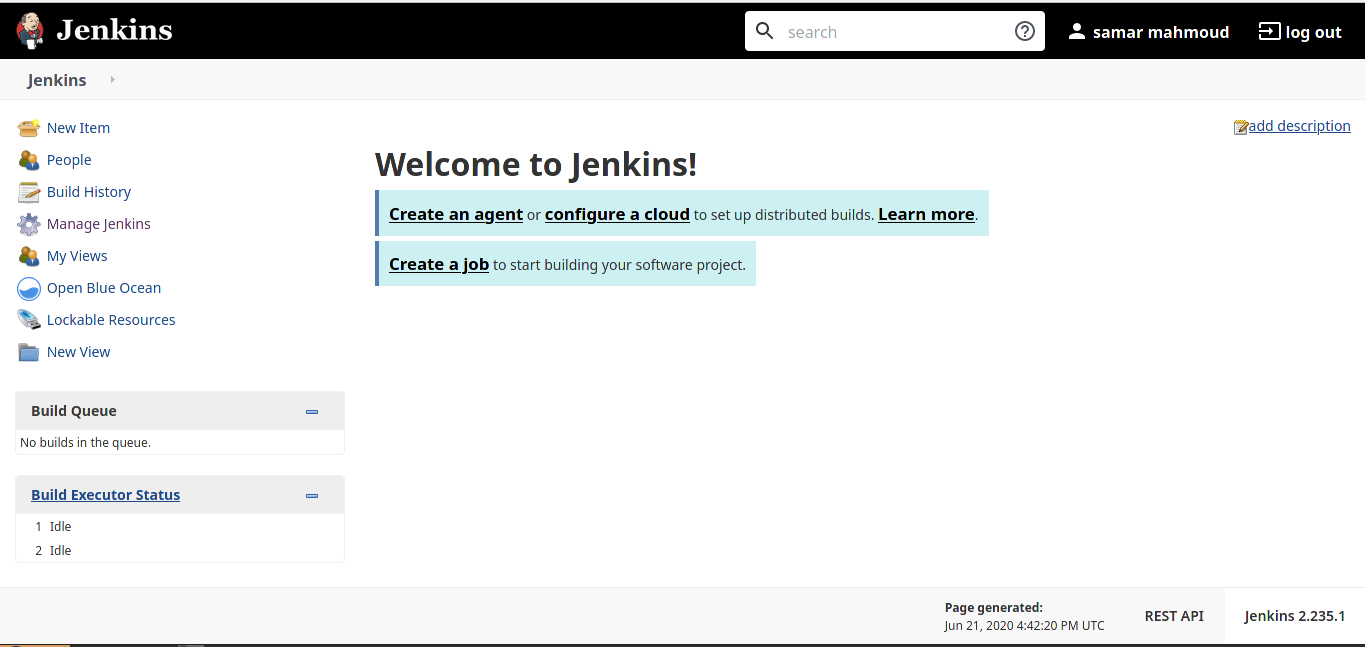 Jenkins
search
samar mahmoud
log out
Jenkins
New Item
People
Build History
Manage Jenkins
My Views
Open Blue Ocean
Lockable Resources
New View
Build Queue
No builds in the queue.
Build Executor Status
1 Idle
2 Idle
add description
Welcome to Jenkins!
Create an agent or configure a cloud to set up distributed builds. Learn more.
Create a job to start building your software project.
Page generated:
Jun 21, 2020 4:42:20 PM UTC
REST API
Jenkins 2.235.1